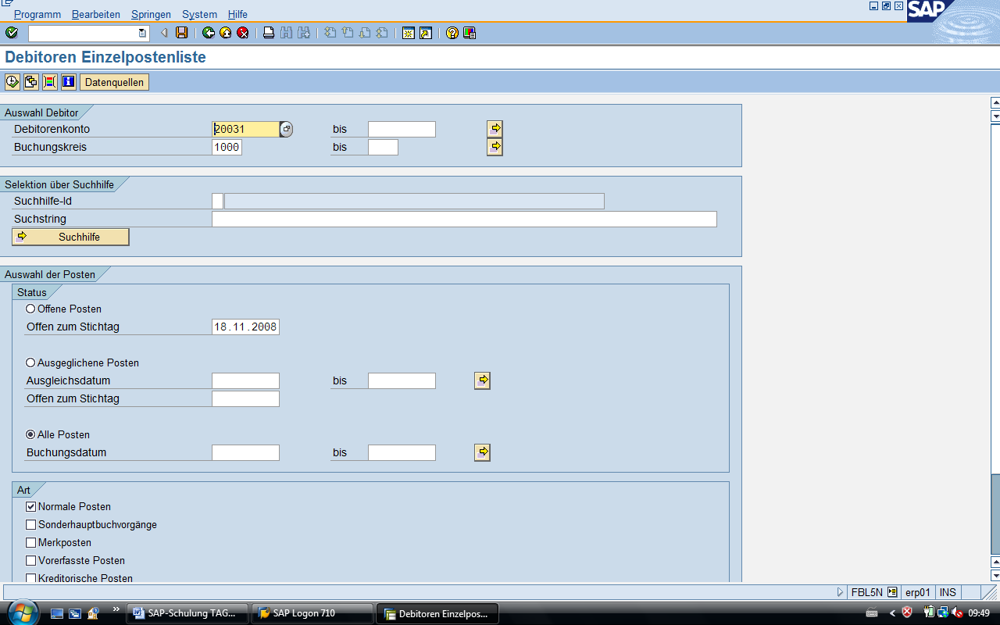 Programm Bearbeiten Springen System Hilfe
SAP
Debitoren Einzelpostenliste
Datenquellen
Auswahl Debitor
Debitorenkonto 20031 bis
Buchungskreis 1000 bis
Selektion über Suchhilfe
Suchhilfe-Id
Suchstring
Suchhilfe
Auswahl der Posten
Status
Offene Posten
Offen zum Stichtag 18.11.2008
Ausgeglichene Posten
Ausgleichsdatum bis
Offen zum Stichtag
Alle Posten
Buchungsdatum bis
Art
Normale Posten
Sonderhauptbuchvorgänge
Merkposten
Vorerfasste Posten
Kreditorische Posten
FBL5N erp01 INS
SAP-Schulung TAG... SAP Logon 710 Debitoren Einzelpos... 09:49